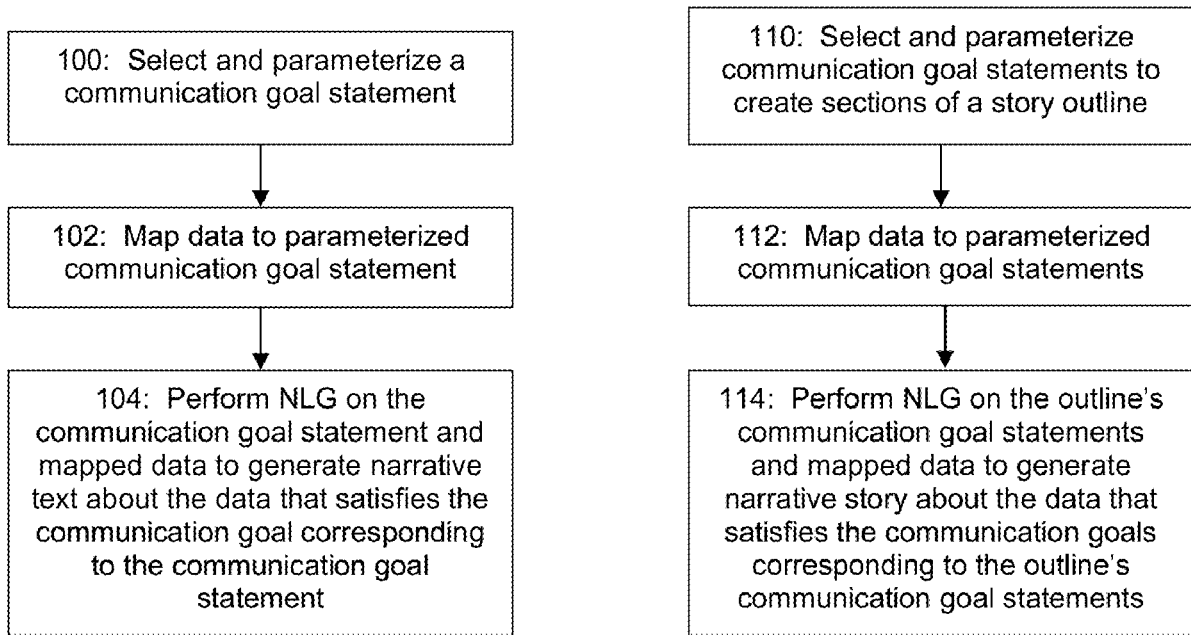 100: Select and parameterize a
communication goal statement
102: Map data to parameterized
communication goal statement
104: Perform NLG on the
communication goal statement and
mapped data to generate narrative
text about the data that satisfies the
communication goal corresponding
to the communication goal
statement
110: Select and parameterize
communication goal statements to
create sections of a story outline
112: Map data to parameterized
communication goal statements
114: Perform NLG on the outline's
communication goal statements
and mapped data to generate
narrative story about the data that
satisfies the communication goals
corresponding to the outline's
communication goal statements